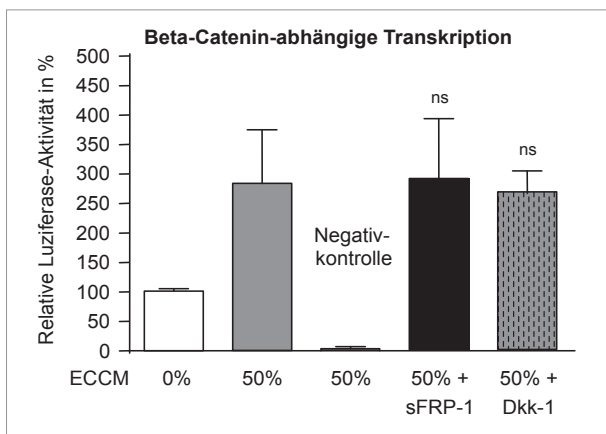 Beta-Catenin-abhängige Transkription
Relative Luziferase-Aktivität in %
500
450
400
350
300
250
200
150
100
50
0
ns
ns
Negativ-
kontrolle
ECCM 0% 50% 50% 50% + 50% +
sFRP-1 Dkk-1